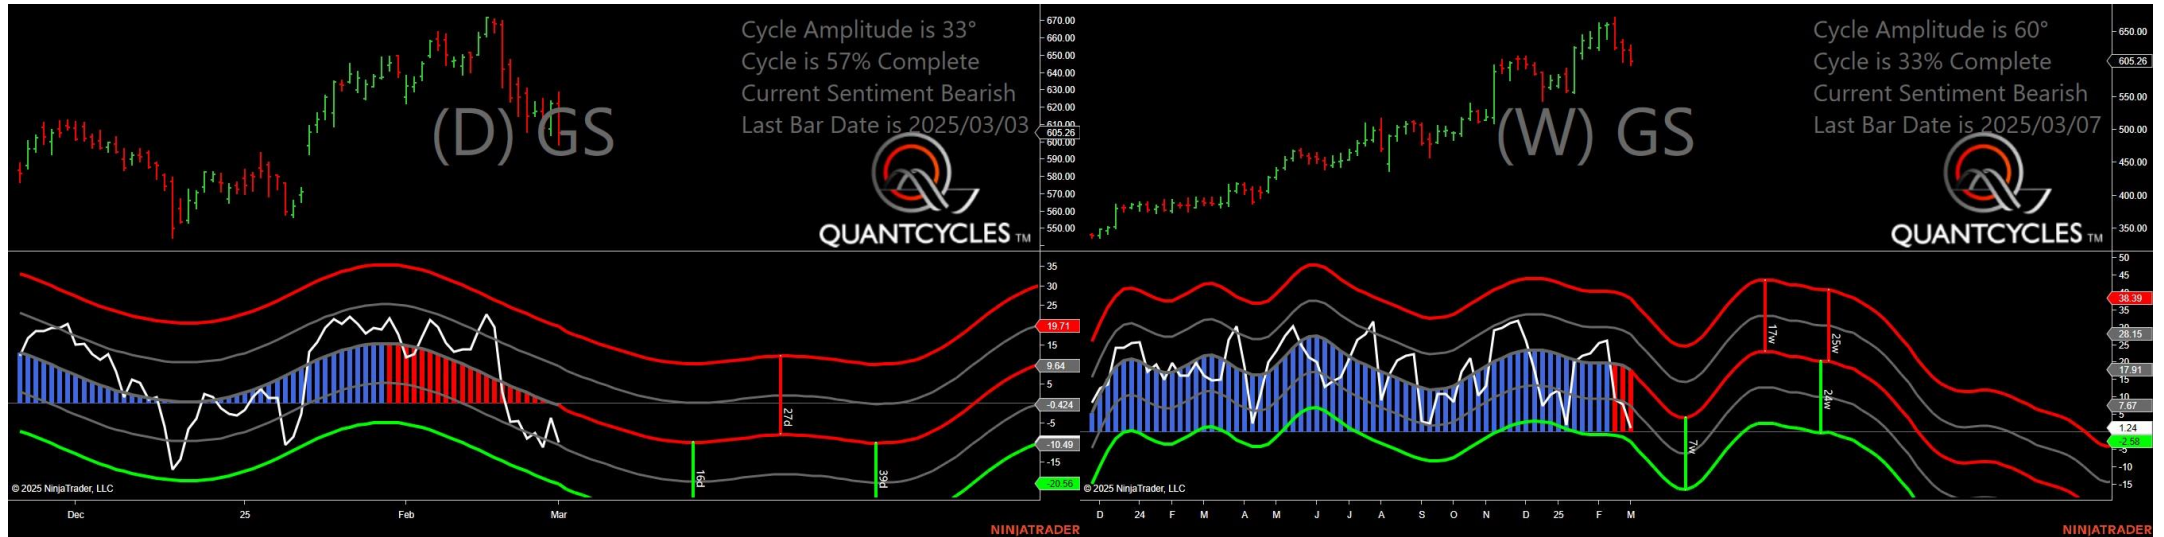 Cycle Amplitude is 33°
Cycle is 57% Complete
Current Sentiment Bearish
Last Bar Date is 2025/03/03
(D) GS
QUANTCYCLES TM
670.00
660.00
650.00
640.00
630.00
620.00
610.00
605.26
600.00
590.00
580.00
570.00
560.00
550.00
35
30
25
19.71
15
9.64
5
-0.424
-5
-10.49
-15
-20.56
27d
16d
39d
© 2025 NinjaTrader, LLC
Dec
25
Feb
Mar
NINJATRADER
Cycle Amplitude is 60°
Cycle is 33% Complete
Current Sentiment Bearish
Last Bar Date is 2025/03/07
(W) GS
QUANTCYCLES TM
650.00
605.26
550.00
500.00
450.00
400.00
350.00
50
45
38.39
28.15
25
20
17.91
15
10
7.67
5
1.24
-2.58
-5
-10
-15
17w
25w
24w
7w
© 2025 NinjaTrader, LLC
D
24
F
M
A
M
J
J
A
S
O
N
D
25
F
M
NINJATRADER